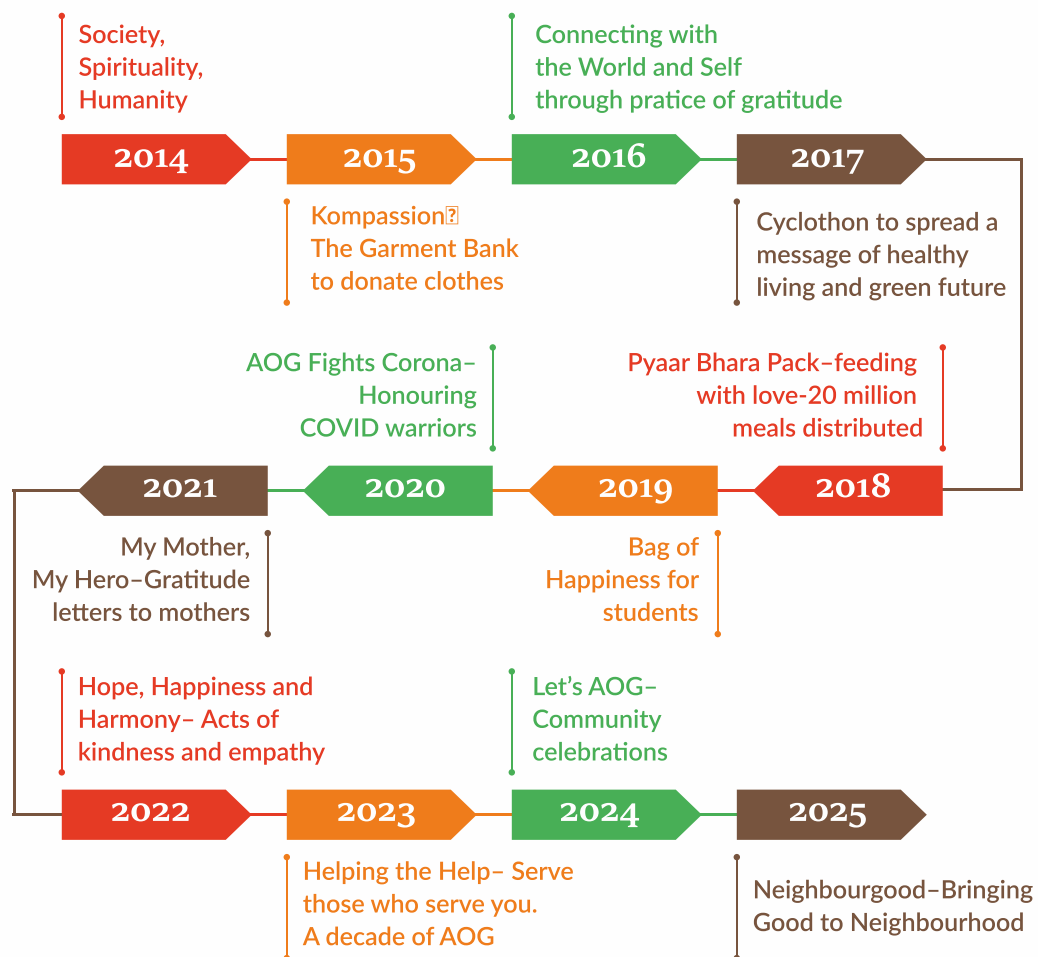 Society,
Spirituality,
Humanity
Connecting with
the World and Self
through pratice of gratitude
2014
2015
2016
2017
Kompassion
The Garment Bank
to donate clothes
Cyclothon to spread a
message of healthy
living and green future
AOG Fights Corona–
Honouring
COVID warriors
Pyaar Bhara Pack–feeding
with love-20 million
meals distributed
2021
2020
2019
2018
My Mother,
My Hero–Gratitude
letters to mothers
Bag of
Happiness for
students
Hope, Happiness and
Harmony– Acts of
kindness and empathy
Let’s AOG–
Community
celebrations
2022
2023
2024
2025
Helping the Help– Serve
those who serve you.
A decade of AOG
Neighbourgood–Bringing
Good to Neighbourhood